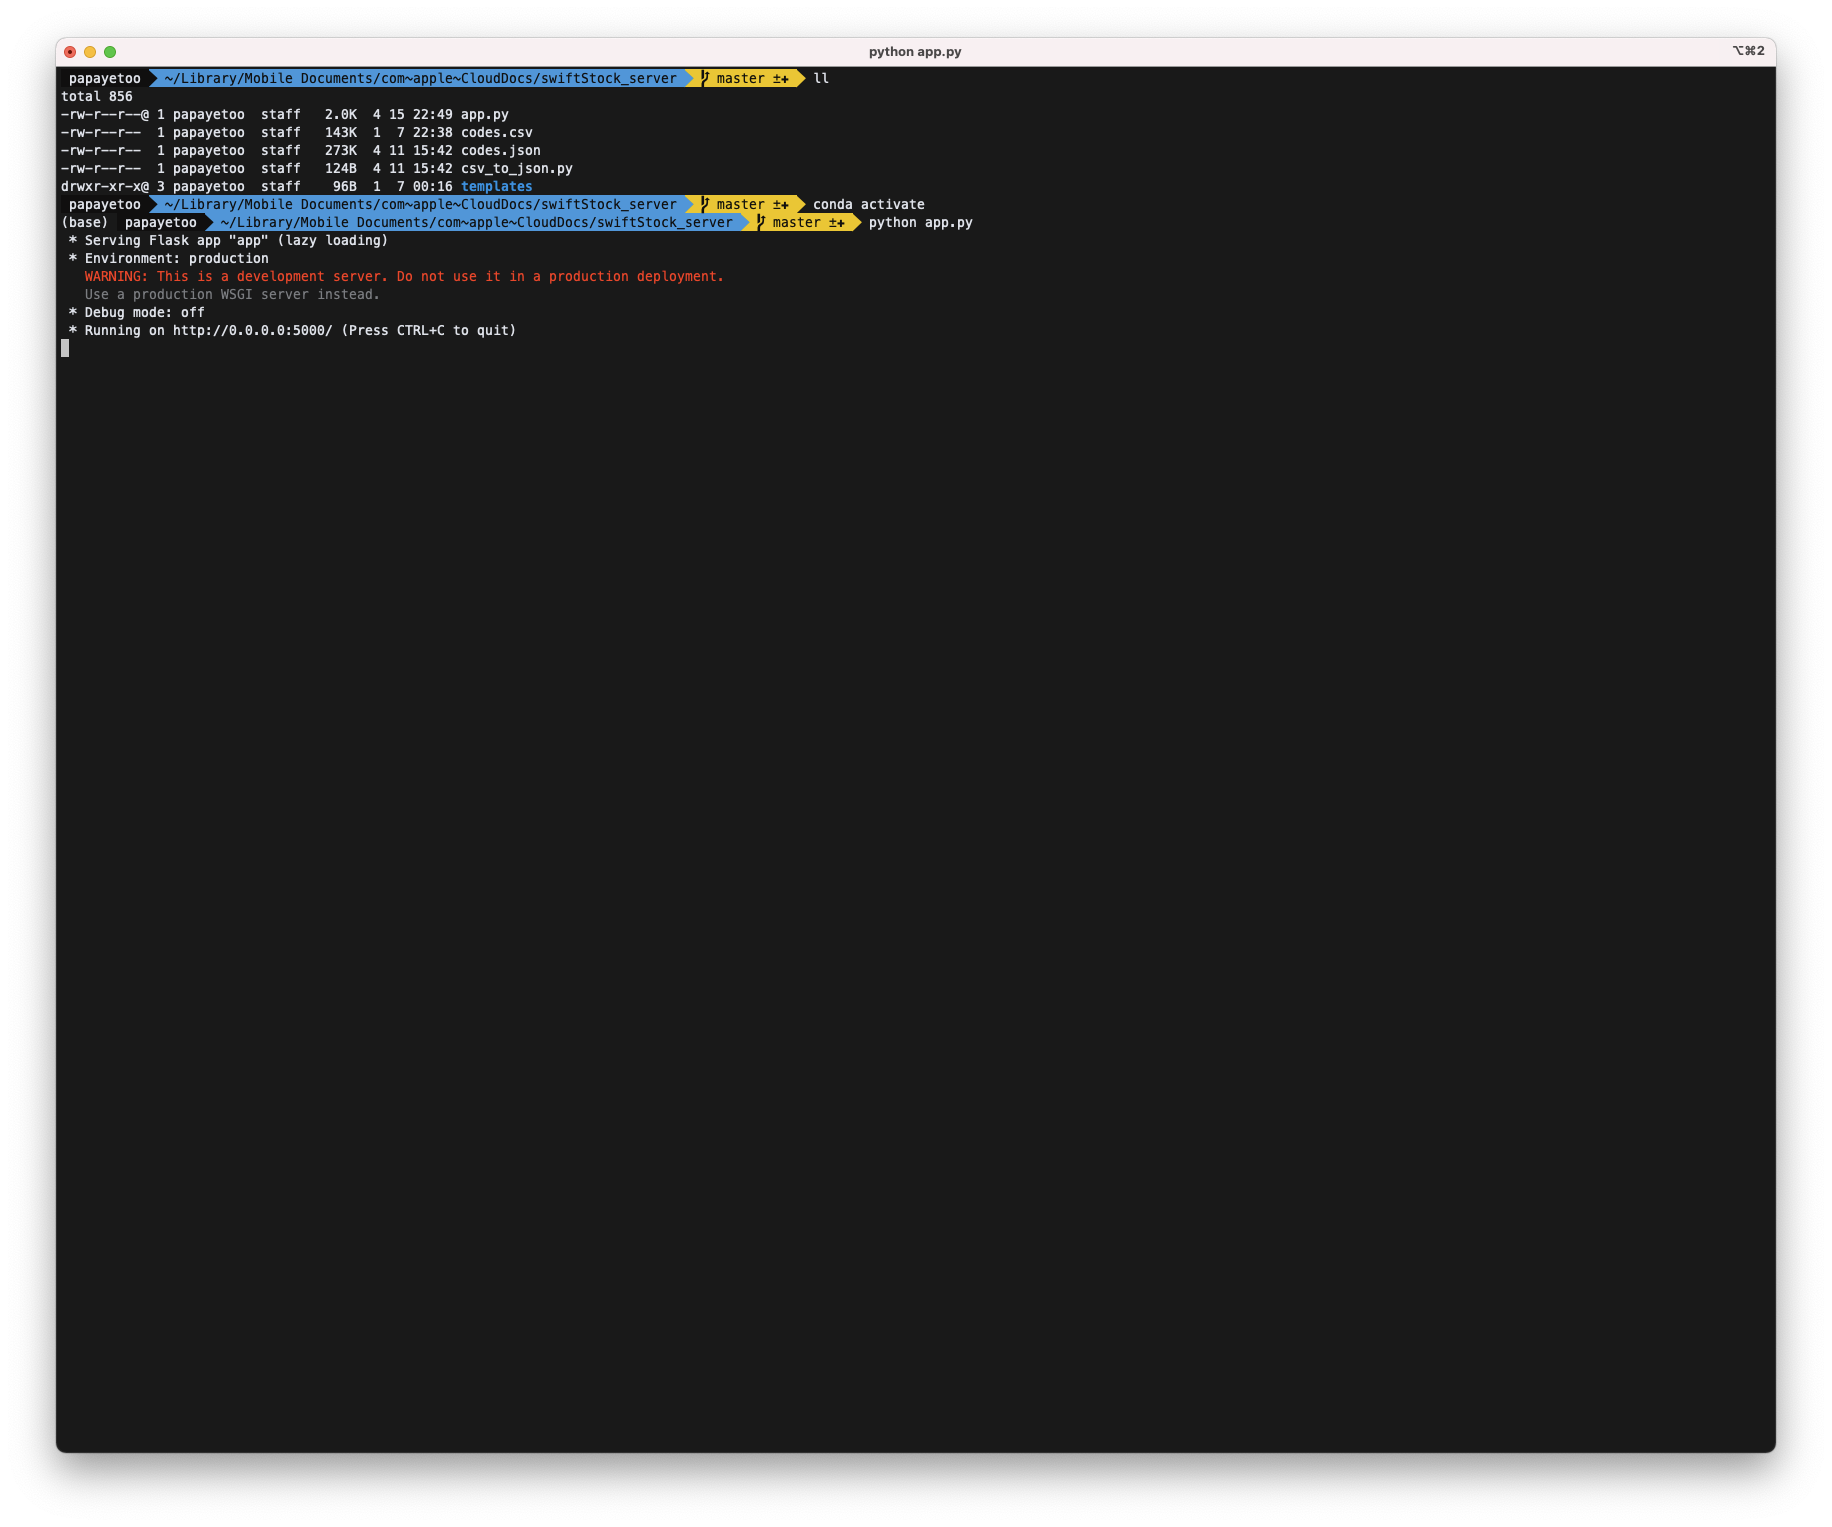 python app.py
⌥⌘2
papayetoo ~/Library/Mobile Documents/com~apple~CloudDocs/swiftStock_server master ±✚ ll
total 856
-rw-r--r--@ 1 papayetoo  staff   2.0K  4 15 22:49 app.py
-rw-r--r--  1 papayetoo  staff   143K  1  7 22:38 codes.csv
-rw-r--r--  1 papayetoo  staff   273K  4 11 15:42 codes.json
-rw-r--r--  1 papayetoo  staff   124B  4 11 15:42 csv_to_json.py
drwxr-xr-x@ 3 papayetoo  staff    96B  1  7 00:16 templates
papayetoo ~/Library/Mobile Documents/com~apple~CloudDocs/swiftStock_server master ±✚ conda activate
(base) papayetoo ~/Library/Mobile Documents/com~apple~CloudDocs/swiftStock_server master ±✚ python app.py
 * Serving Flask app "app" (lazy loading)
 * Environment: production
   WARNING: This is a development server. Do not use it in a production deployment.
   Use a production WSGI server instead.
 * Debug mode: off
 * Running on http://0.0.0.0:5000/ (Press CTRL+C to quit)